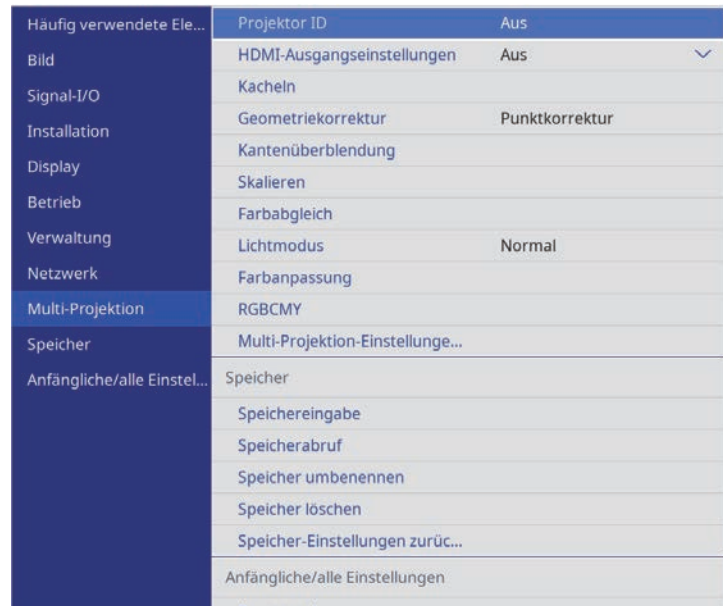 Häufig verwendete Ele...
Bild
Signal-I/O
Installation
Display
Betrieb
Verwaltung
Netzwerk
Multi-Projektion
Speicher
Anfängliche/alle Einstel...
Projektor ID Aus
HDMI-Ausgangseinstellungen Aus
Kacheln
Geometriekorrektur Punktkorrektur
Kantenüberblendung
Skalieren
Farbabgleich
Lichtmodus Normal
Farbanpassung
RGBCMY
Multi-Projektion-Einstellunge...
Speicher
Speichereingabe
Speicherabruf
Speicher umbenennen
Speicher löschen
Speicher-Einstellungen zurüc...
Anfängliche/alle Einstellungen